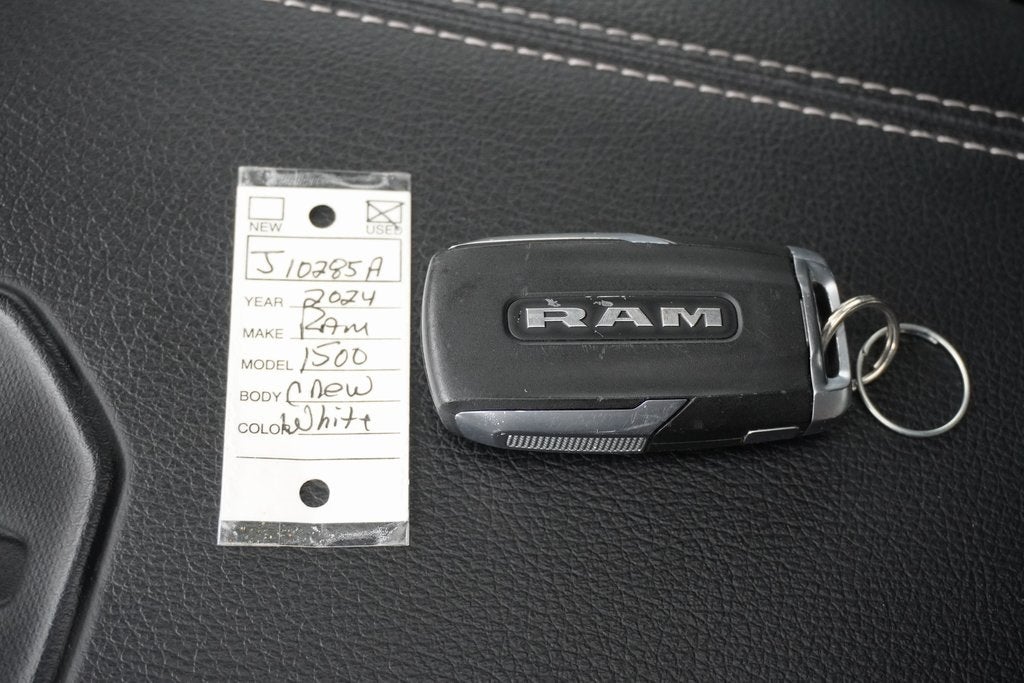 NEW USED
J10285A
YEAR 2024
MAKE Ram
MODEL 1500
BODY Crew
COLOR White
RAM